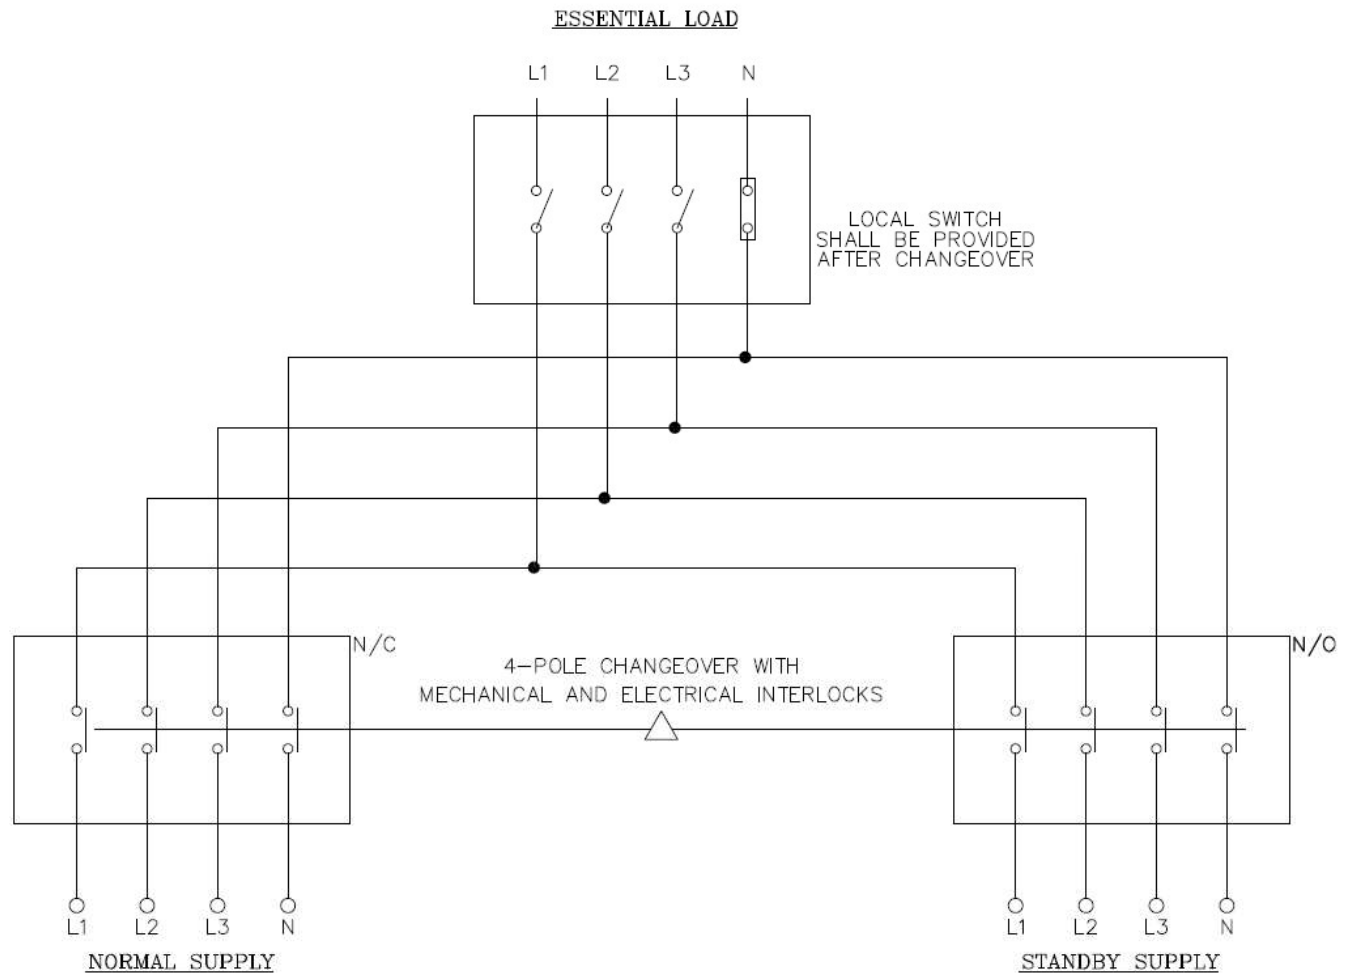 ESSENTIAL LOAD
L1 L2 L3 N
LOCAL SWITCH
SHALL BE PROVIDED
AFTER CHANGEOVER
N/C
4-POLE CHANGEOVER WITH
MECHANICAL AND ELECTRICAL INTERLOCKS
N/O
L1 L2 L3 N
NORMAL SUPPLY
L1 L2 L3 N
STANDBY SUPPLY